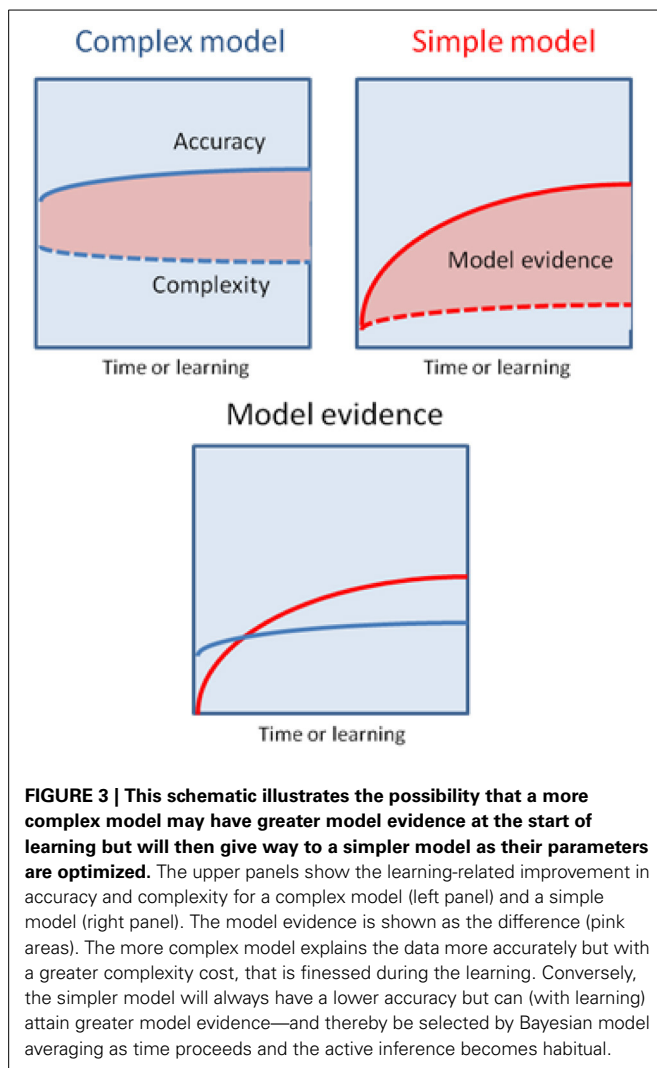 Complex model
Simple model
Accuracy
Complexity
Time or learning
Model evidence
Time or learning
Model evidence
Time or learning
FIGURE 3 | This schematic illustrates the possibility that a more
complex model may have greater model evidence at the start of
learning but will then give way to a simpler model as their parameters
are optimized. The upper panels show the learning-related improvement in
accuracy and complexity for a complex model (left panel) and a simple
model (right panel). The model evidence is shown as the difference (pink
areas). The more complex model explains the data more accurately but with
a greater complexity cost, that is finessed during the learning. Conversely,
the simpler model will always have a lower accuracy but can (with learning)
attain greater model evidence—and thereby be selected by Bayesian model
averaging as time proceeds and the active inference becomes habitual.